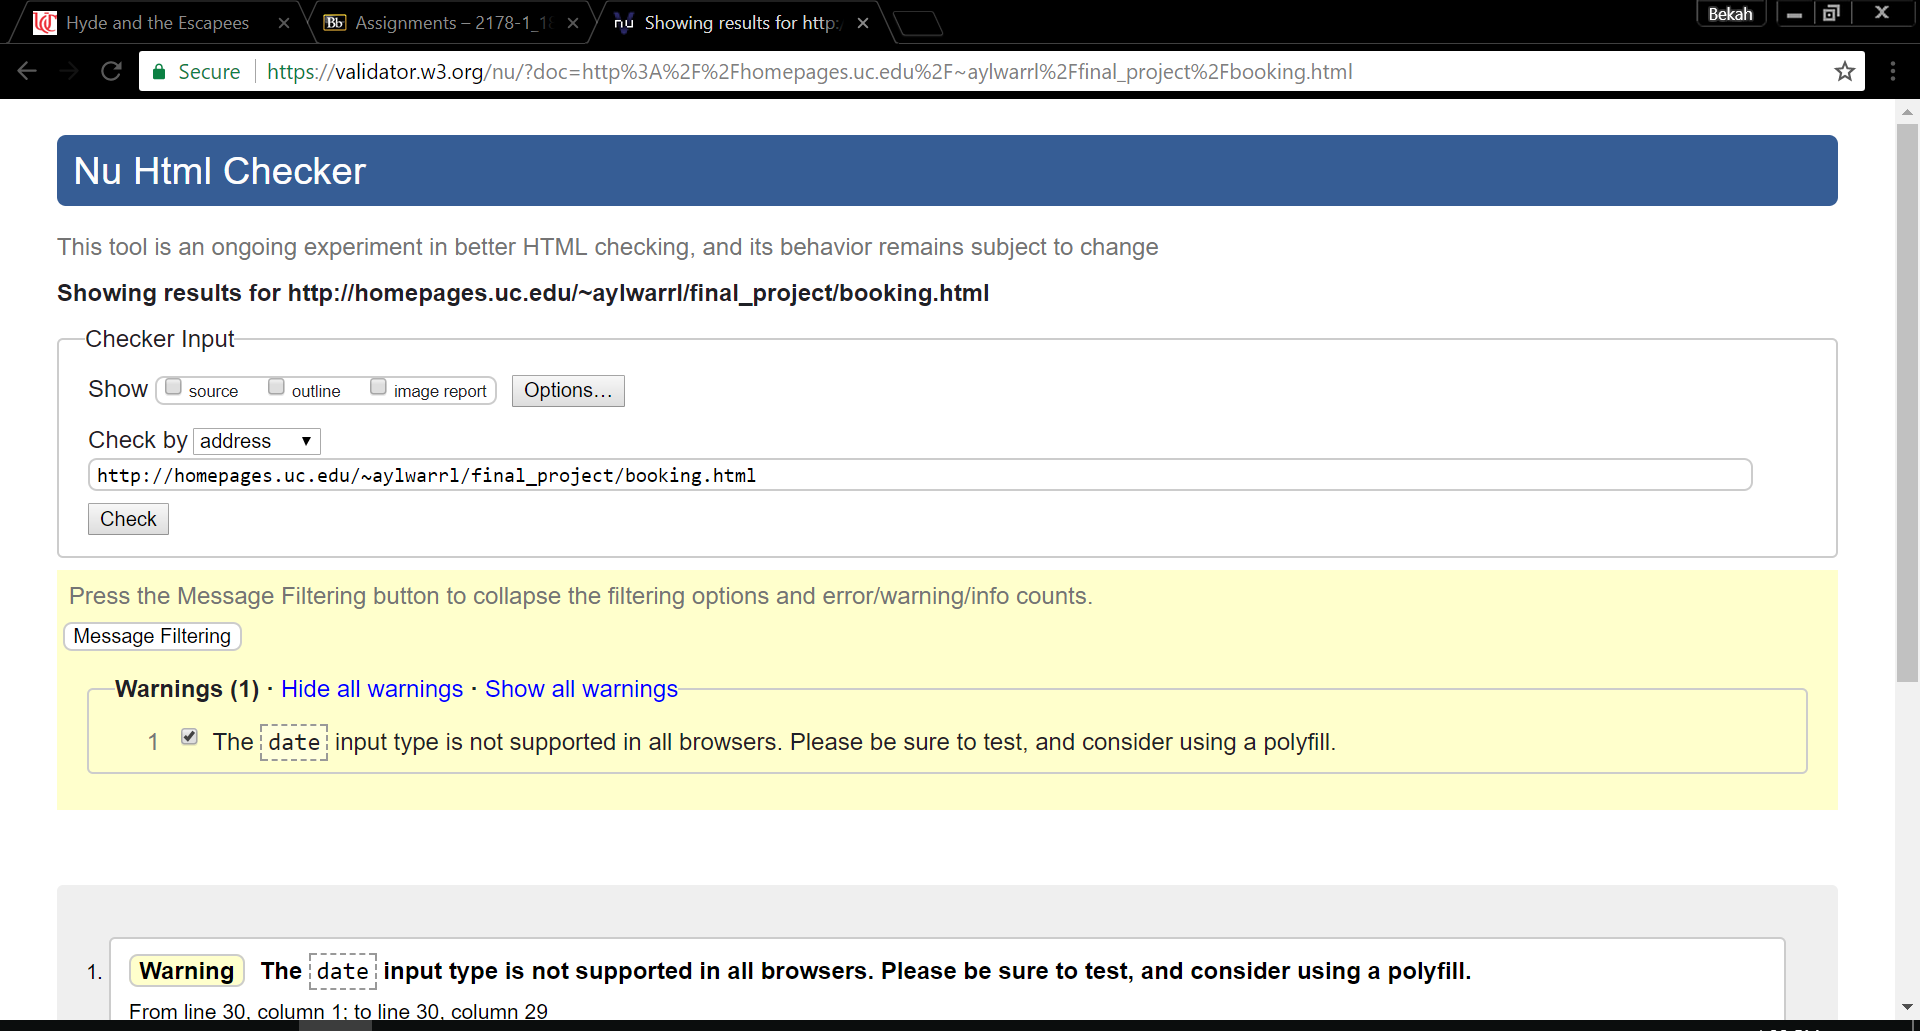 Hyde and the Escapees
Bb Assignments – 2178-1_18
nu Showing results for http:/
Bekah
Secure https://validator.w3.org/nu/?doc=http%3A%2F%2Fhomepages.uc.edu%2F~aylwarrl%2Ffinal_project%2Fbooking.html
Nu Html Checker
This tool is an ongoing experiment in better HTML checking, and its behavior remains subject to change
Showing results for http://homepages.uc.edu/~aylwarrl/final_project/booking.html
Checker Input
Show source outline image report Options...
Check by address
http://homepages.uc.edu/~aylwarrl/final_project/booking.html
Check
Press the Message Filtering button to collapse the filtering options and error/warning/info counts.
Message Filtering
Warnings (1) · Hide all warnings · Show all warnings
1 The date input type is not supported in all browsers. Please be sure to test, and consider using a polyfill.
1. Warning The date input type is not supported in all browsers. Please be sure to test, and consider using a polyfill.
From line 30, column 1; to line 30, column 29